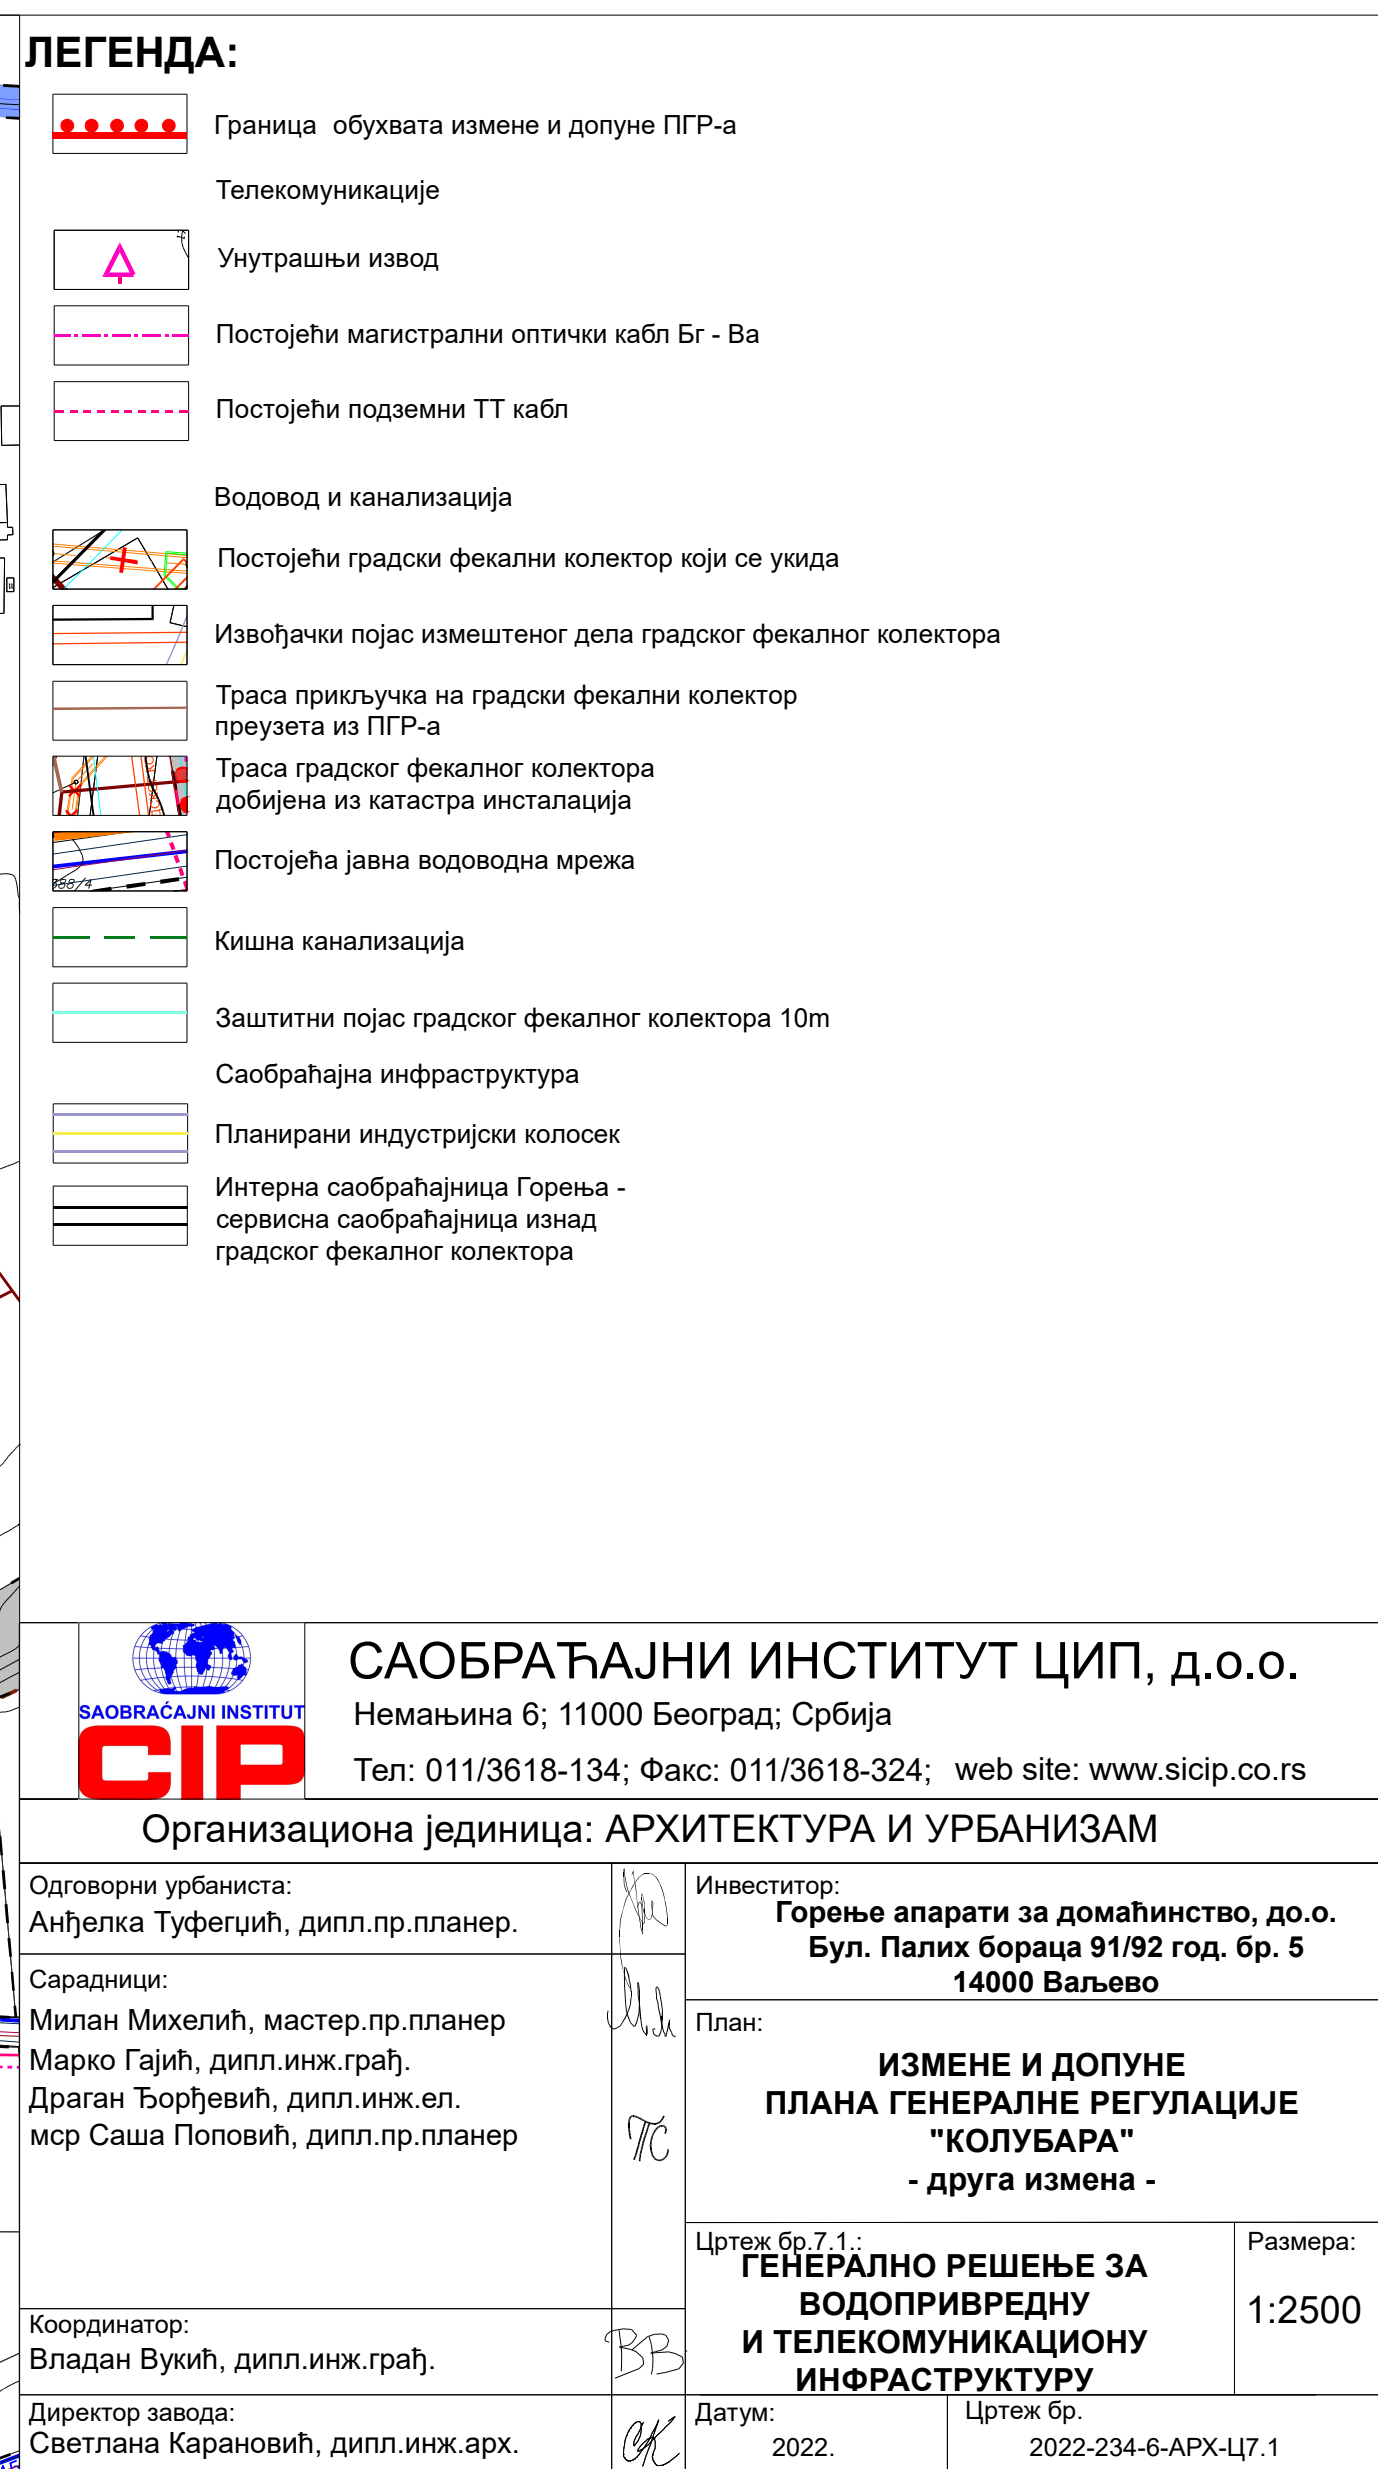 ЛЕГЕНДА:
Граница обухвата измене и допуне ПГР-а
Телекомуникације
Унутрашњи извод
Постојећи магистрални оптички кабл Бг - Ва
Постојећи подземни ТТ кабл
Водовод и канализација
Постојећи градски фекални колектор који се укида
Извођачки појас измештеног дела градског фекалног колектора
Траса прикључка на градски фекални колектор
преузета из ПГР-а
Траса градског фекалног колектора
добијена из катастра инсталација
Постојећа јавна водоводна мрежа
388/4
Кишна канализација
Заштитни појас градског фекалног колектора 10m
Саобраћајна инфраструктура
Планирани индустријски колосек
Интерна саобраћајница Горења -
сервисна саобраћајница изнад
градског фекалног колектора
SAOBRAĆAJNI INSTITUT
CIP
САОБРАЋАЈНИ ИНСТИТУТ ЦИП, д.о.о.
Немањина 6; 11000 Београд; Србија
Тел: 011/3618-134; Факс: 011/3618-324; web site: www.sicip.co.rs
Организациона јединица: АРХИТЕКТУРА И УРБАНИЗАМ
Одговорни урбаниста:
Анђелка Туфегџић, дипл.пр.планер.
Сарадници:
Милан Михелић, мастер.пр.планер
Марко Гајић, дипл.инж.грађ.
Драган Ђорђевић, дипл.инж.ел.
мср Саша Поповић, дипл.пр.планер
ПС
Координатор:
Владан Вукић, дипл.инж.грађ.
ВВ
Директор завода:
Светлана Карановић, дипл.инж.арх.
СК
Инвеститор:
Горење апарати за домаћинство, до.о.
Бул. Палих бораца 91/92 год. бр. 5
14000 Ваљево
План:
ИЗМЕНЕ И ДОПУНЕ
ПЛАНА ГЕНЕРАЛНЕ РЕГУЛАЦИЈЕ
"КОЛУБАРА"
- друга измена -
Цртеж бр.7.1.:
ГЕНЕРАЛНО РЕШЕЊЕ ЗА
ВОДОПРИВРЕДНУ
И ТЕЛЕКОМУНИКАЦИОНУ
ИНФРАСТРУКТУРУ
Размера:
1:2500
Датум:
2022.
Цртеж бр.
2022-234-6-АРХ-Ц7.1